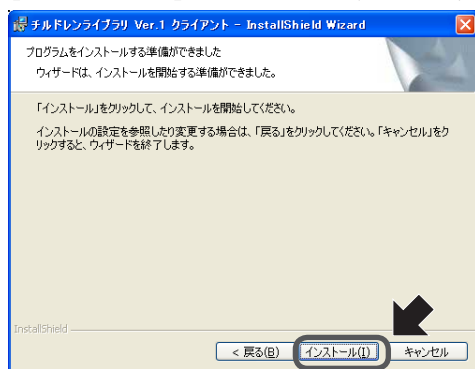 チルドレンライブラリ Ver.1 クライアント - InstallShield Wizard
プログラムをインストールする準備ができました
ウィザードは、インストールを開始する準備ができました。
「インストール」をクリックして、インストールを開始してください。
インストールの設定を参照したり変更する場合は、「戻る」をクリックしてください。「キャンセル」をク
リックすると、ウィザードを終了します。
InstallShield
< 戻る(B) インストール(I) キャンセル